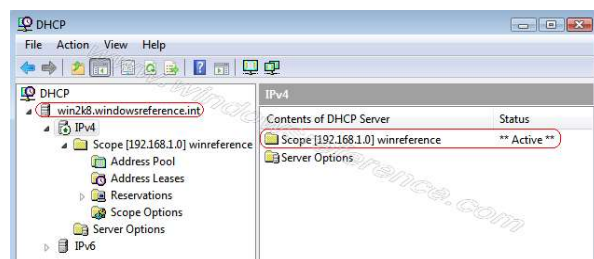 DHCP
File Action View Help
DHCP
win2k8.windowsreference.int
IPv4
Scope [192.168.1.0] winreference
Address Pool
Address Leases
Reservations
Scope Options
Server Options
IPv6
IPv4
Contents of DHCP Server Status
Scope [192.168.1.0] winreference ** Active **
Server Options
www.windowsreference.com